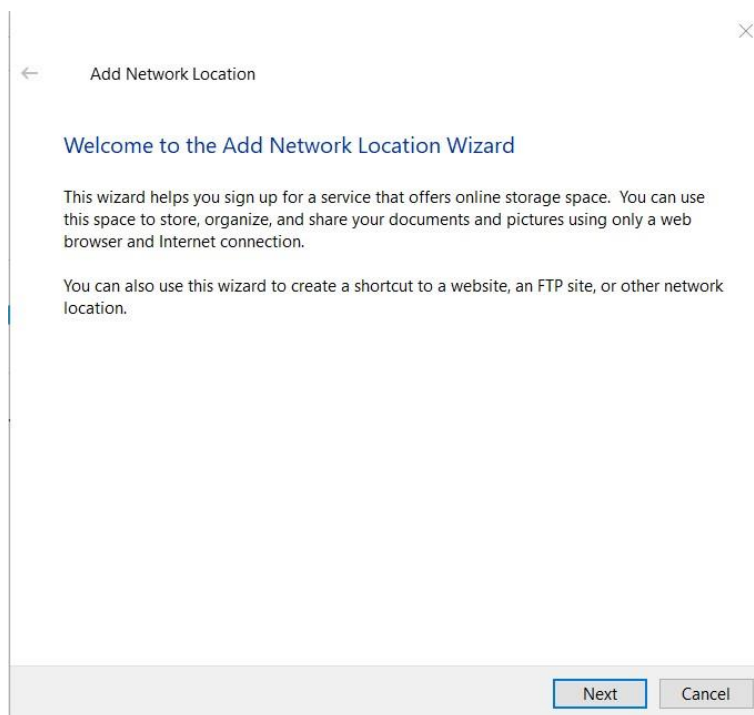 Add Network Location
Welcome to the Add Network Location Wizard
This wizard helps you sign up for a service that offers online storage space.  You can use
this space to store, organize, and share your documents and pictures using only a web
browser and Internet connection.
You can also use this wizard to create a shortcut to a website, an FTP site, or other network
location.
Next
Cancel